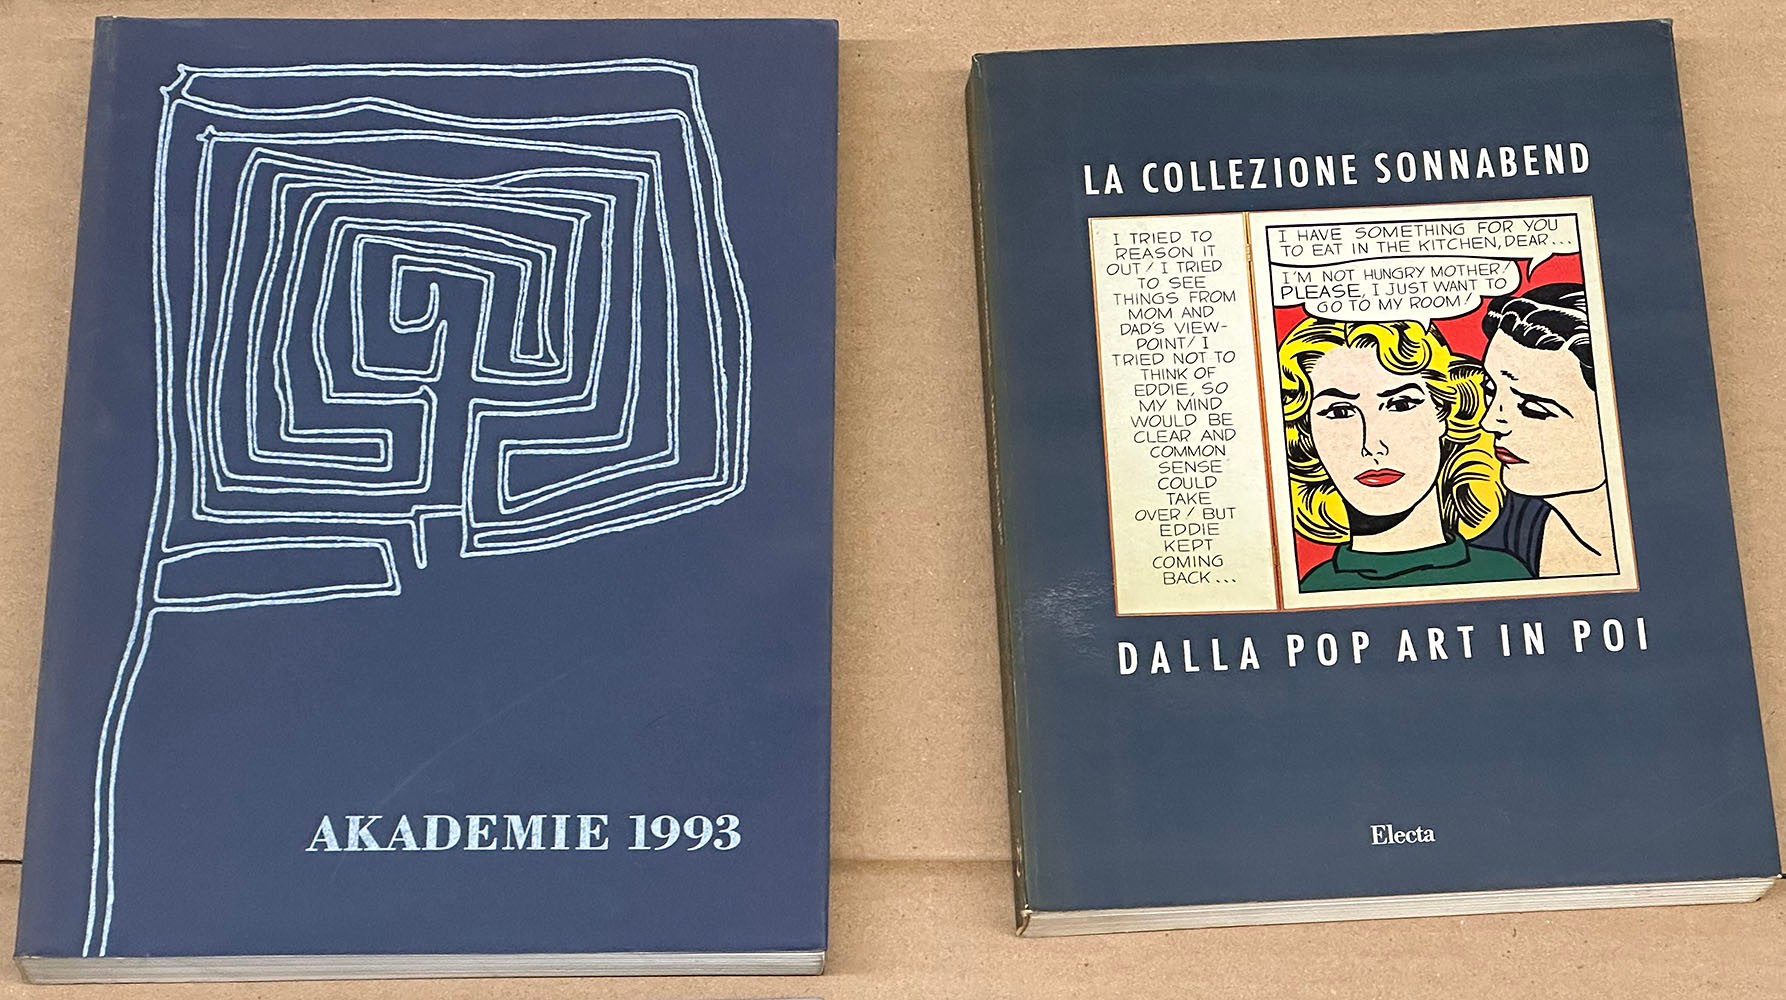 AKADEMIE 1993
LA COLLEZIONE SONNABEND
I TRIED TO
REASON IT
OUT! I TRIED
TO SEE
THINGS FROM
MOM AND
DAD'S VIEW-
POINT! I
TRIED NOT TO
THINK OF
EDDIE, SO
MY MIND
WOULD BE
CLEAR AND
COMMON
SENSE
COULD
TAKE
OVER! BUT
EDDIE
KEPT
COMING
BACK...
I HAVE SOMETHING FOR YOU
TO EAT IN THE KITCHEN, DEAR...
I'M NOT HUNGRY MOTHER!
PLEASE, I JUST WANT TO
GO TO MY ROOM!
DALLA POP ART IN POI
Electa